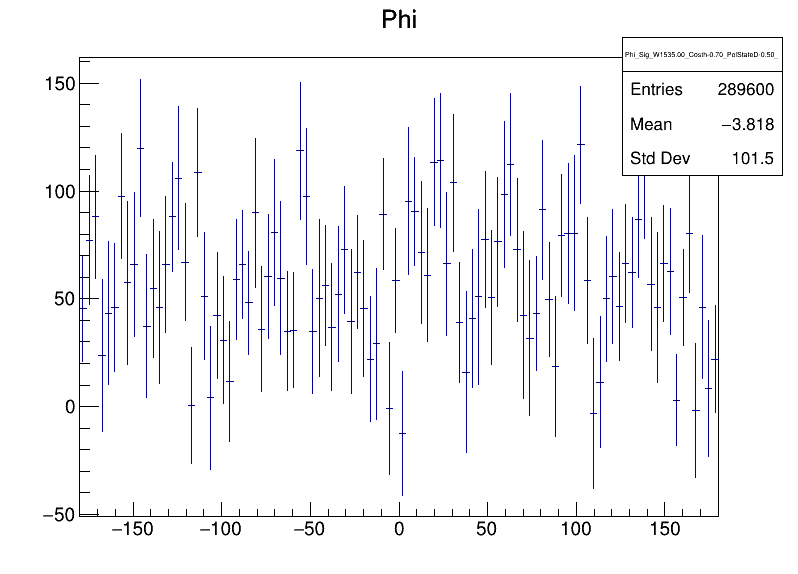 Phi
Phi_Sig_W1535.00_Costh-0.70_PolStateD-0.50_
Entries 289600
Mean −3.818
Std Dev 101.5
150
100
50
0
−50
−150 −100 −50 0 50 100 150